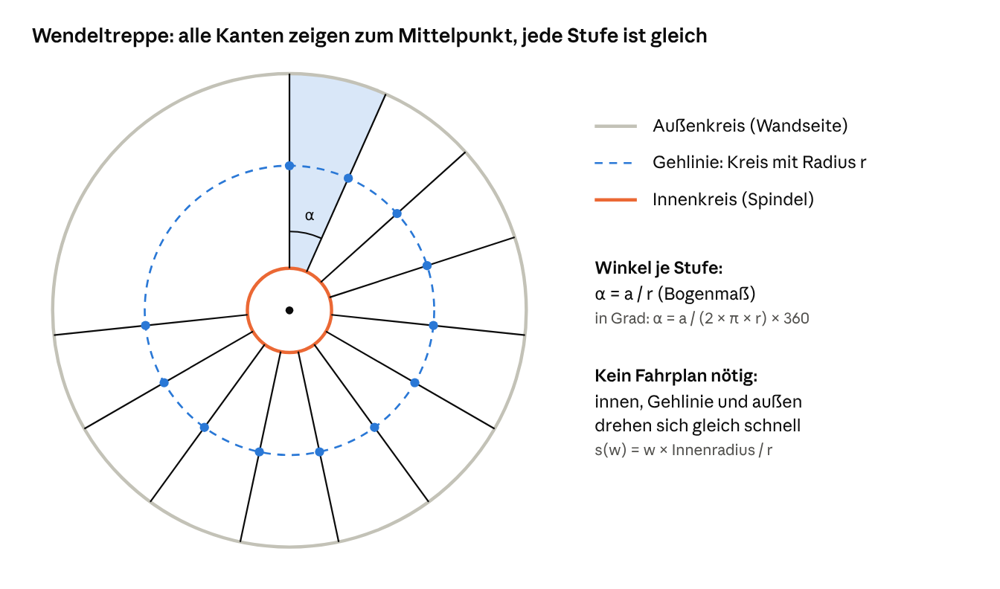 Wendeltreppe: alle Kanten zeigen zum Mittelpunkt, jede Stufe ist gleich
α
Außenkreis (Wandseite)
Gehlinie: Kreis mit Radius r
Innenkreis (Spindel)
Winkel je Stufe:
α = a / r (Bogenmaß)
in Grad: α = a / (2 × π × r) × 360
Kein Fahrplan nötig:
innen, Gehlinie und außen
drehen sich gleich schnell
s(w) = w × Innenradius / r